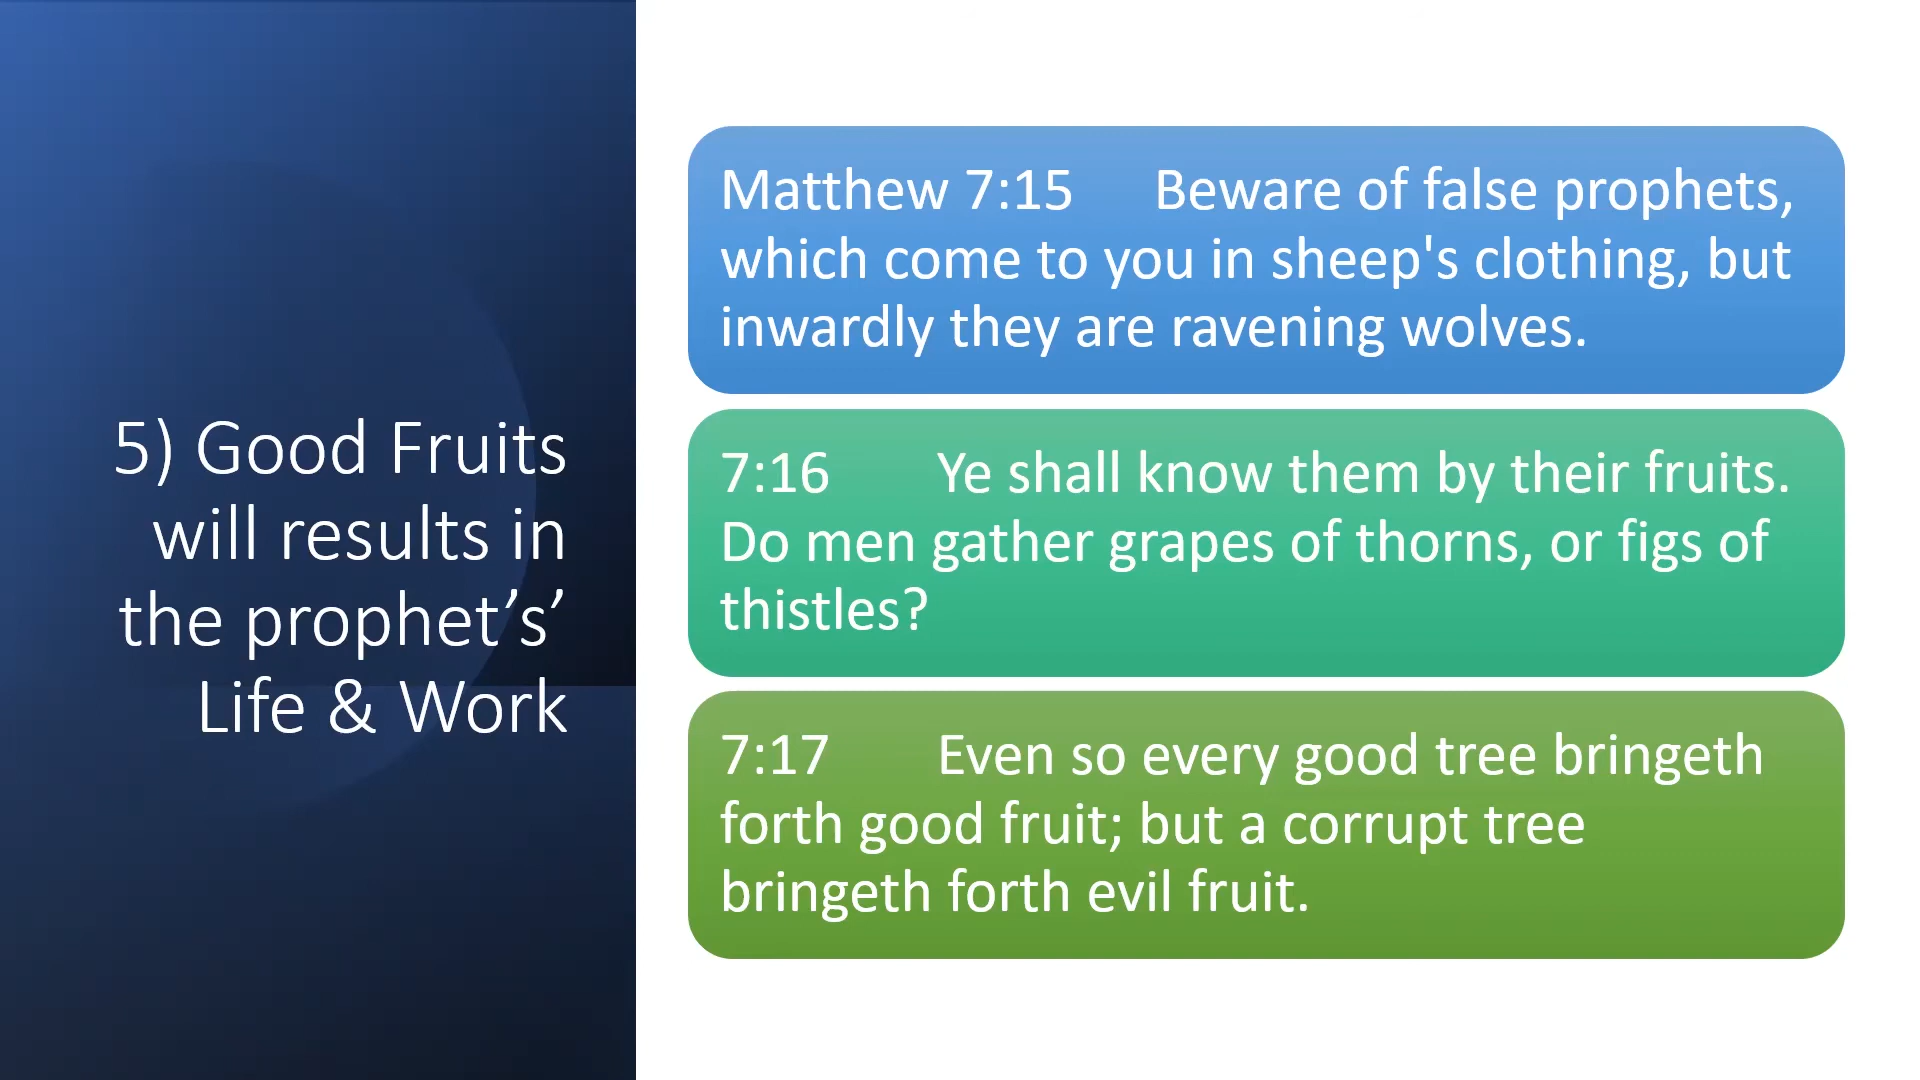 5) Good Fruits
will results in
the prophet’s’
Life & Work
Matthew 7:15 Beware of false prophets,
which come to you in sheep's clothing, but
inwardly they are ravening wolves.
7:16 Ye shall know them by their fruits.
Do men gather grapes of thorns, or figs of
thistles?
7:17 Even so every good tree bringeth
forth good fruit; but a corrupt tree
bringeth forth evil fruit.